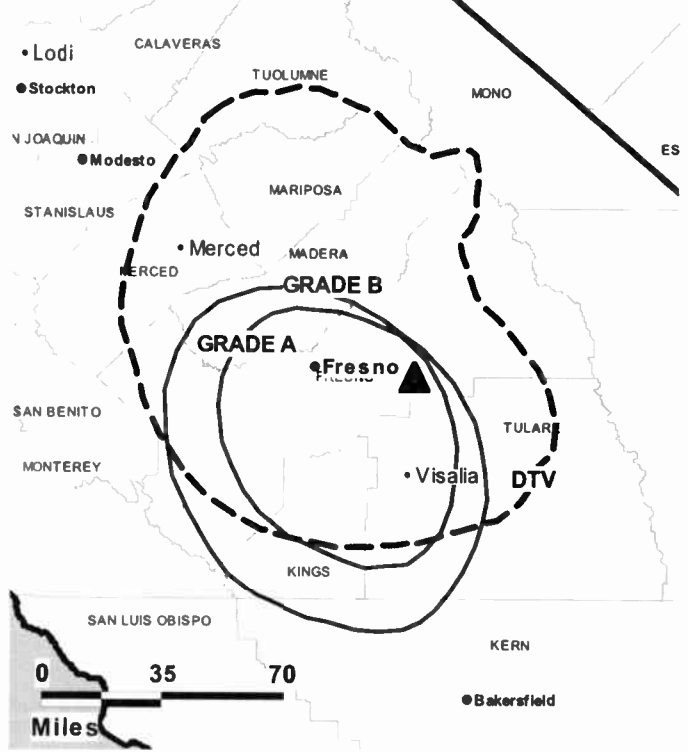 CALAVERAS
Lodi
TUOLUMNE
Stockton
MONO
N JOAQUIN
ES
Modesto
MARIPOSA
STANISLAUS
Merced
MADERA
MERCED
GRADE B
GRADE A
Fresno
FRESNO
SAN BENITO
TULARE
MONTEREY
Visalia
DTV
KINGS
SAN LUIS OBISPO
KERN
0 35 70
Bakersfield
Miles